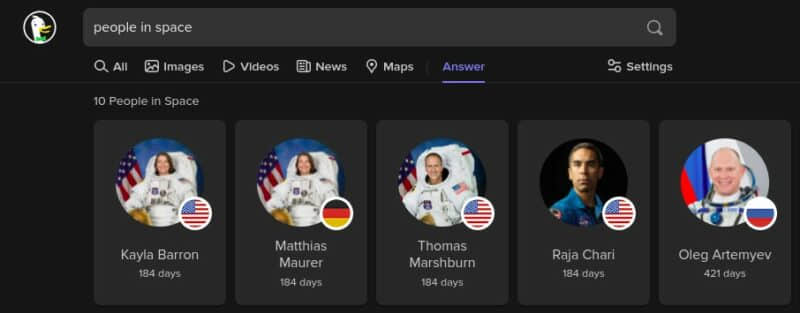 people in space
All Images Videos News Maps Answer Settings
10 People in Space
Kayla Barron
184 days
Matthias
Maurer
184 days
Thomas
Marshburn
184 days
Raja Chari
184 days
Oleg Artemyev
421 days